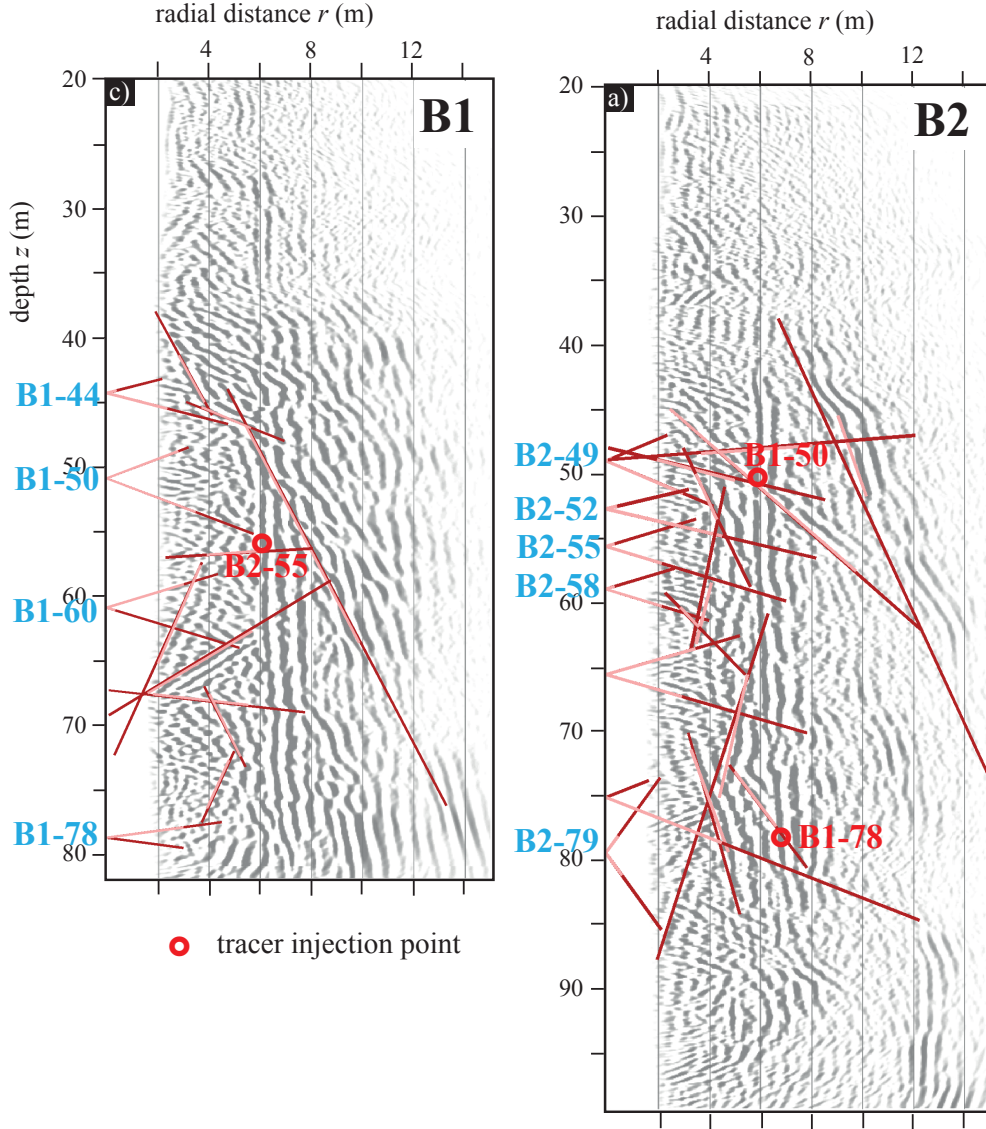 radial distance r (m)
4 8 12
20
c)
B1
30
depth z (m)
40
B1-44
B1-50
50
B2-55
B1-60
60
70
B1-78
80
tracer injection point
radial distance r (m)
4 8 12
20
a)
B2
30
40
B2-49
B1-50
50
B2-52
B2-55
B2-58
60
70
B2-79
B1-78
80
90